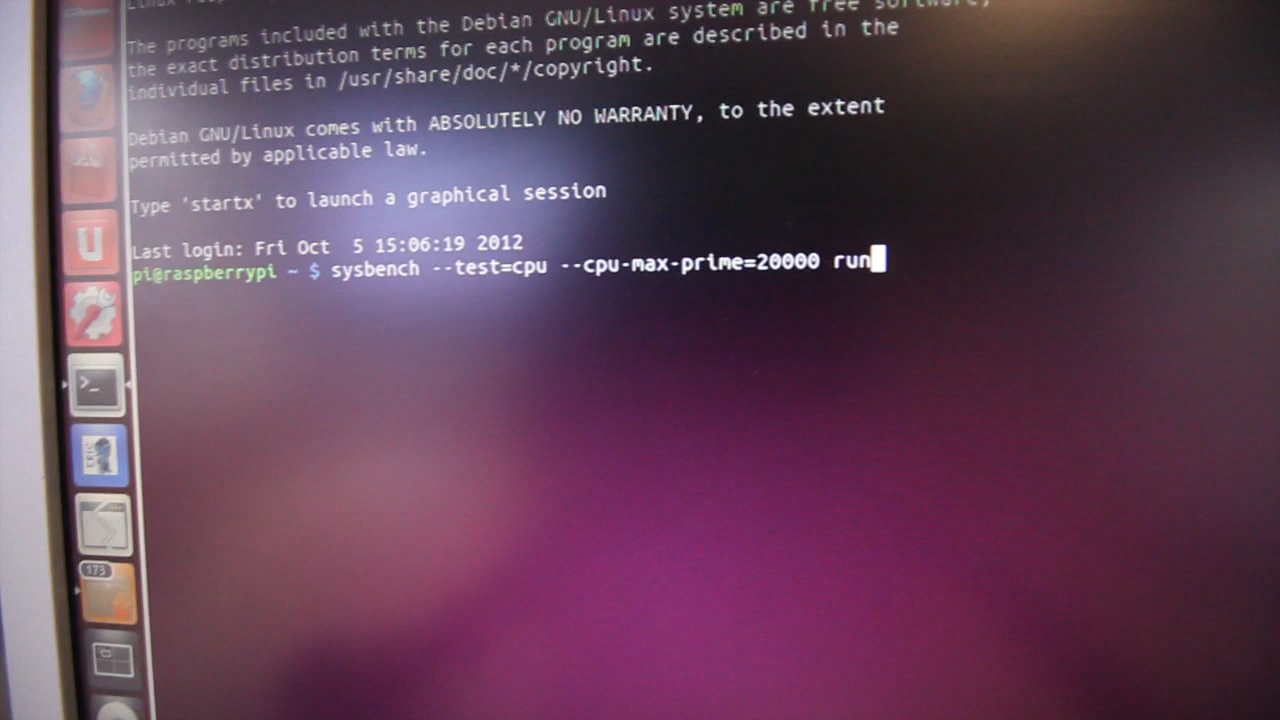 The programs included with the Debian GNU/Linux system are free software;
the exact distribution terms for each program are described in the
individual files in /usr/share/doc/*/copyright.
Debian GNU/Linux comes with ABSOLUTELY NO WARRANTY, to the extent
permitted by applicable law.
Type 'startx' to launch a graphical session
Last login: Fri Oct  5 15:06:19 2012
pi@raspberrypi ~ $ sysbench --test=cpu --cpu-max-prime=20000 run
U
>_
173